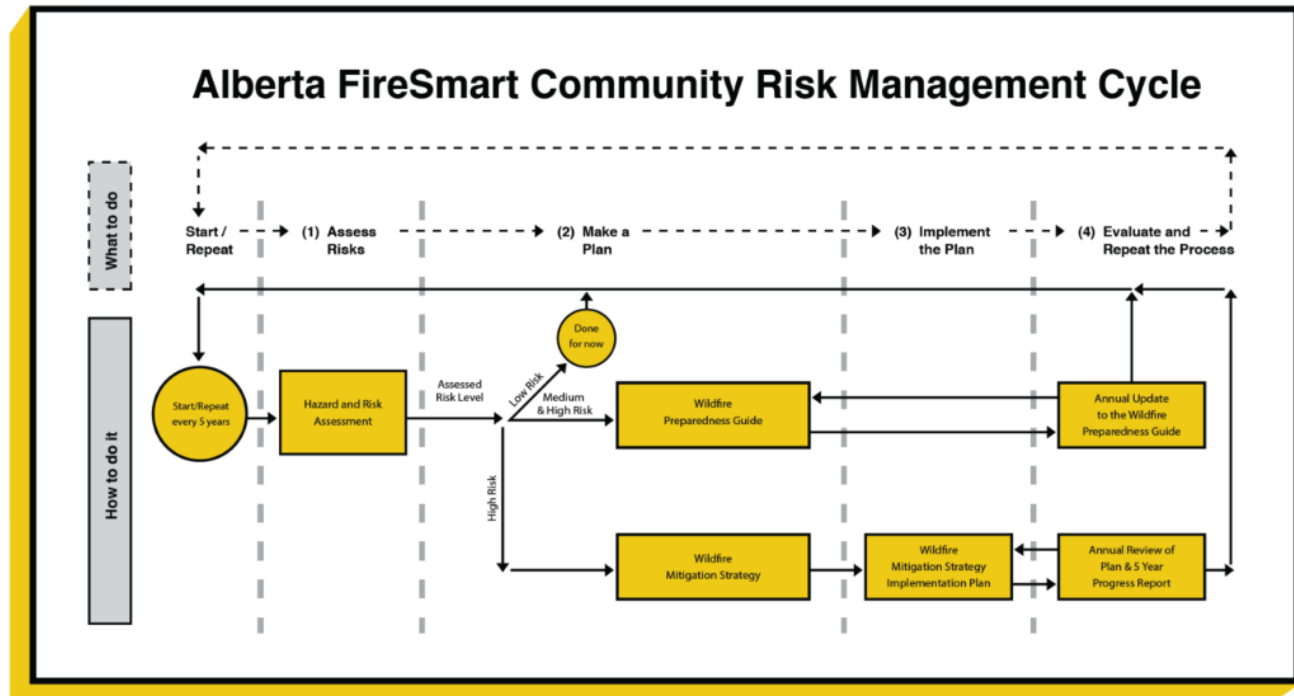 Alberta FireSmart Community Risk Management Cycle
What to do
Start /
Repeat
(1) Assess
Risks
(2) Make a
Plan
(3) Implement
the Plan
(4) Evaluate and
Repeat the Process
How to do it
Start/Repeat
every 5 years
Hazard and Risk
Assessment
Assessed
Risk Level
Low Risk
Done
for now
Medium
& High Risk
Wildfire
Preparedness Guide
Annual Update
to the Wildfire
Preparedness Guide
High Risk
Wildfire
Mitigation Strategy
Wildfire
Mitigation Strategy
Implementation Plan
Annual Review of
Plan & 5 Year
Progress Report